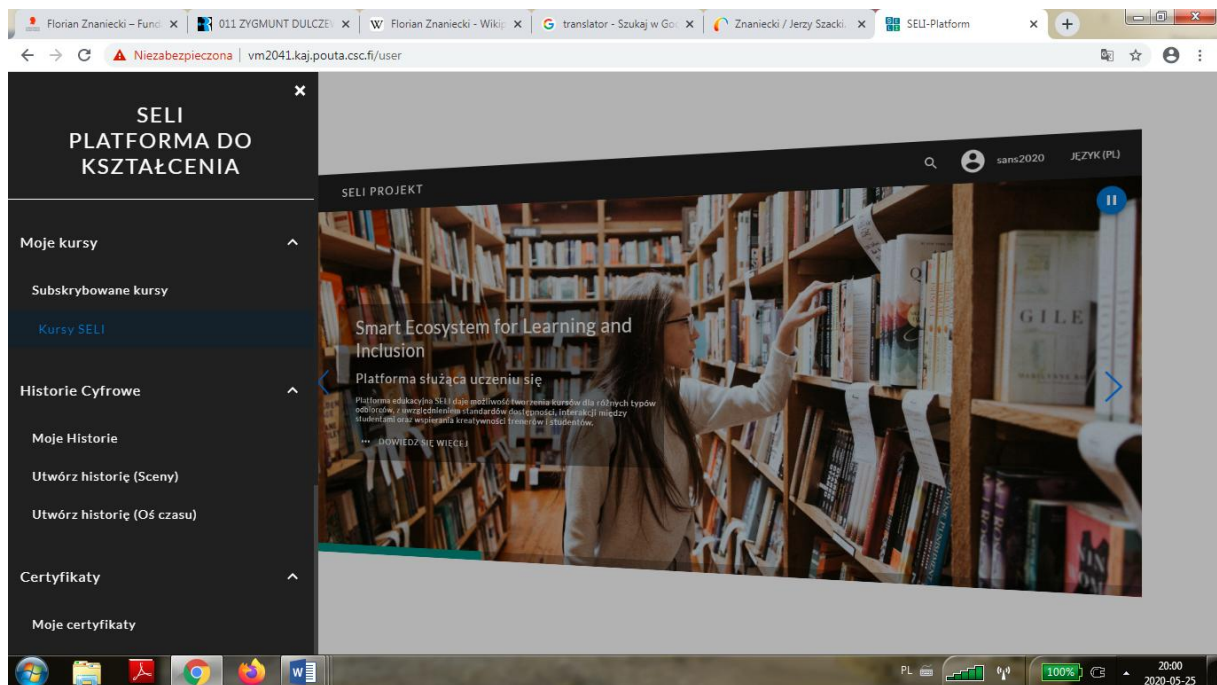 Florian Znaniecki – Fund
011 ZYGMUNT DULCZE
Florian Znaniecki - Wikip
translator - Szukaj w Goo
Znaniecki / Jerzy Szacki.
SELI-Platform
Niezabezpieczona | vm2041.kaj.pouta.csc.fi/user
SELI
PLATFORMA DO
KSZTAŁCENIA
Moje kursy
Subskrybowane kursy
Kursy SELI
Historie Cyfrowe
Moje Historie
Utwórz historię (Sceny)
Utwórz historię (Oś czasu)
Certyfikaty
Moje certyfikaty
SELI PROJEKT
sans2020
JĘZYK (PL)
Smart Ecosystem for Learning and
Inclusion
Platforma służąca uczeniu się
Platforma edukacyjna SELI daje możliwość tworzenia kursów dla różnych typów
odbiorców, z uwzględnieniem standardów dostępności, interakcji między
studentami oraz wspierania kreatywności trenerów i studentów.
••• DOWIEDZ SIĘ WIĘCEJ
GILE
PL
100%
20:00
2020-05-25